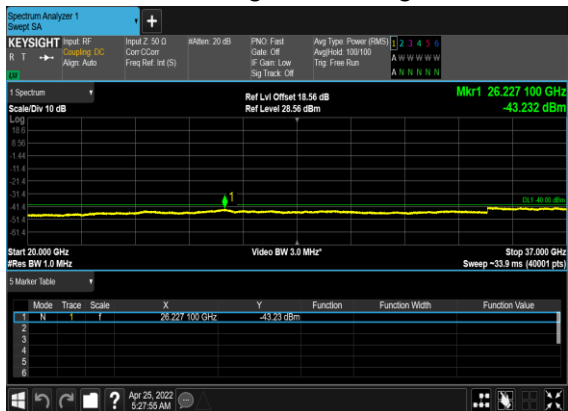 Spectrum Analyzer 1
Swept SA
+
KEYSIGHT Input: RF Input Z: 50 Ω #Atten: 20 dB PNO: Fast Avg Type: Power (RMS) 1 2 3 4 5 6
R T Coupling: DC Corr CCorr Gate: Off Avg|Hold: 100/100 A W W W W W
Align: Auto Freq Ref: Int (S) IF Gain: Low Trig: Free Run A N N N N N
Sig Track: Off
1 Spectrum Ref Lvl Offset 18.56 dB Mkr1 26.227 100 GHz
Scale/Div 10 dB Ref Level 28.56 dBm -43.232 dBm
Log
18.6
8.56
-1.44
-11.4
-21.4
-31.4
1
DL1 -40.00 dBm
-41.4
-51.4
Start 20.000 GHz Video BW 3.0 MHz* Stop 37.000 GHz
#Res BW 1.0 MHz Sweep ~33.9 ms (40001 pts)
5 Marker Table
Mode Trace Scale X Y Function Function Width Function Value
1 N 1 f 26.227 100 GHz -43.23 dBm
2
3
4
5
6
? Apr 25, 2022
5:27:55 AM